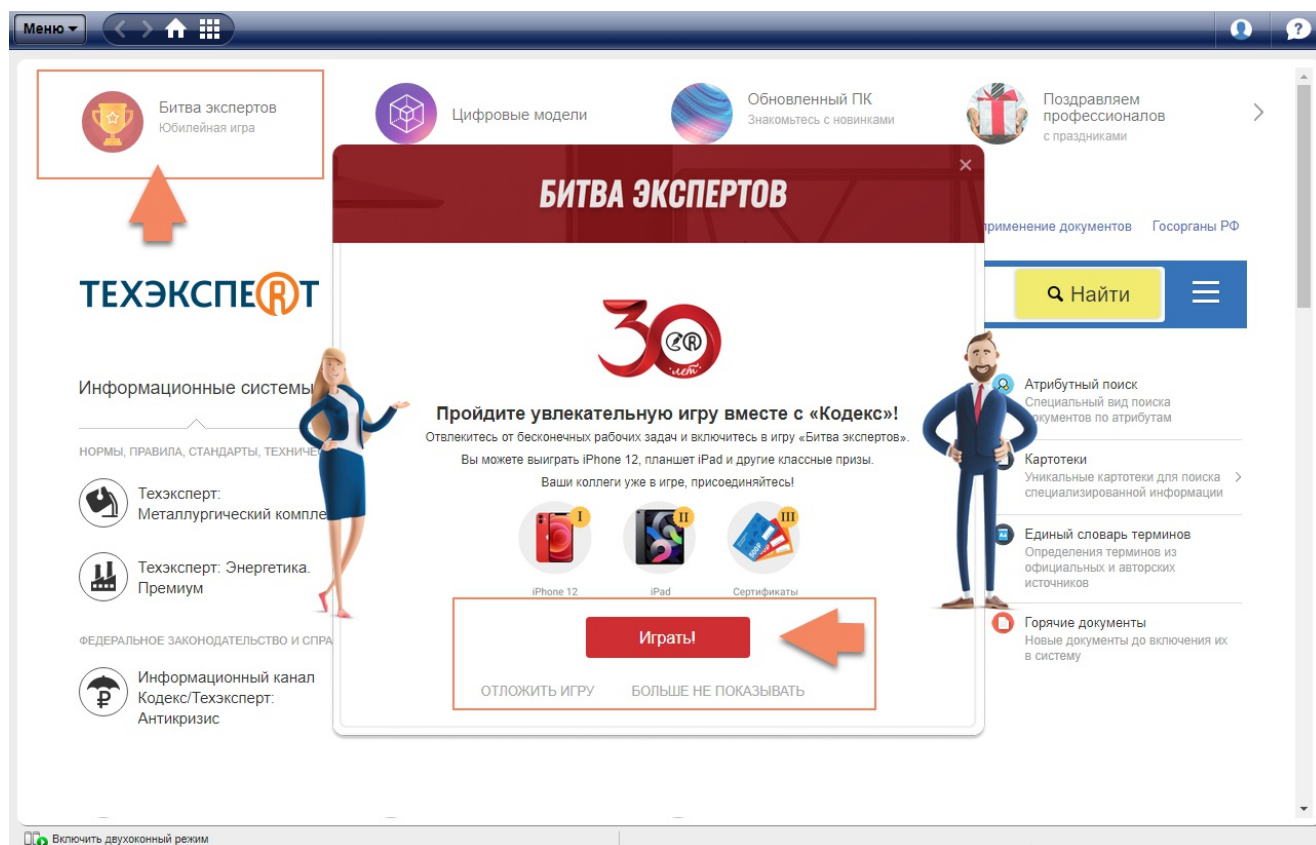 Меню
Битва экспертов
Юбилейная игра
Цифровые модели
Обновленный ПК
Знакомьтесь с новинками
Поздравляем
профессионалов
с праздниками
БИТВА ЭКСПЕРТОВ
применение документов Госорганы РФ
ТЕХЭКСПЕRТ
Найти
30
лет
Информационные системы
Пройдите увлекательную игру вместе с «Кодекс»!
Отвлекитесь от бесконечных рабочих задач и включитесь в игру «Битва экспертов».
Вы можете выиграть iPhone 12, планшет iPad и другие классные призы.
Ваши коллеги уже в игре, присоединяйтесь!
НОРМЫ, ПРАВИЛА, СТАНДАРТЫ, ТЕХНИЧЕ
Техэксперт:
Металлургический компле
Техэксперт: Энергетика.
Премиум
ФЕДЕРАЛЬНОЕ ЗАКОНОДАТЕЛЬСТВО И СПРА
Информационный канал
Кодекс/Техэксперт:
Антикризис
I
II
III
iPhone 12
iPad
Сертификаты
Играть!
ОТЛОЖИТЬ ИГРУ
БОЛЬШЕ НЕ ПОКАЗЫВАТЬ
Атрибутный поиск
Специальный вид поиска
документов по атрибутам
Картотеки
Уникальные картотеки для поиска
специализированной информации
Единый словарь терминов
Определения терминов из
официальных и авторских
источников
Горячие документы
Новые документы до включения их
в систему
Включить двухоконный режим